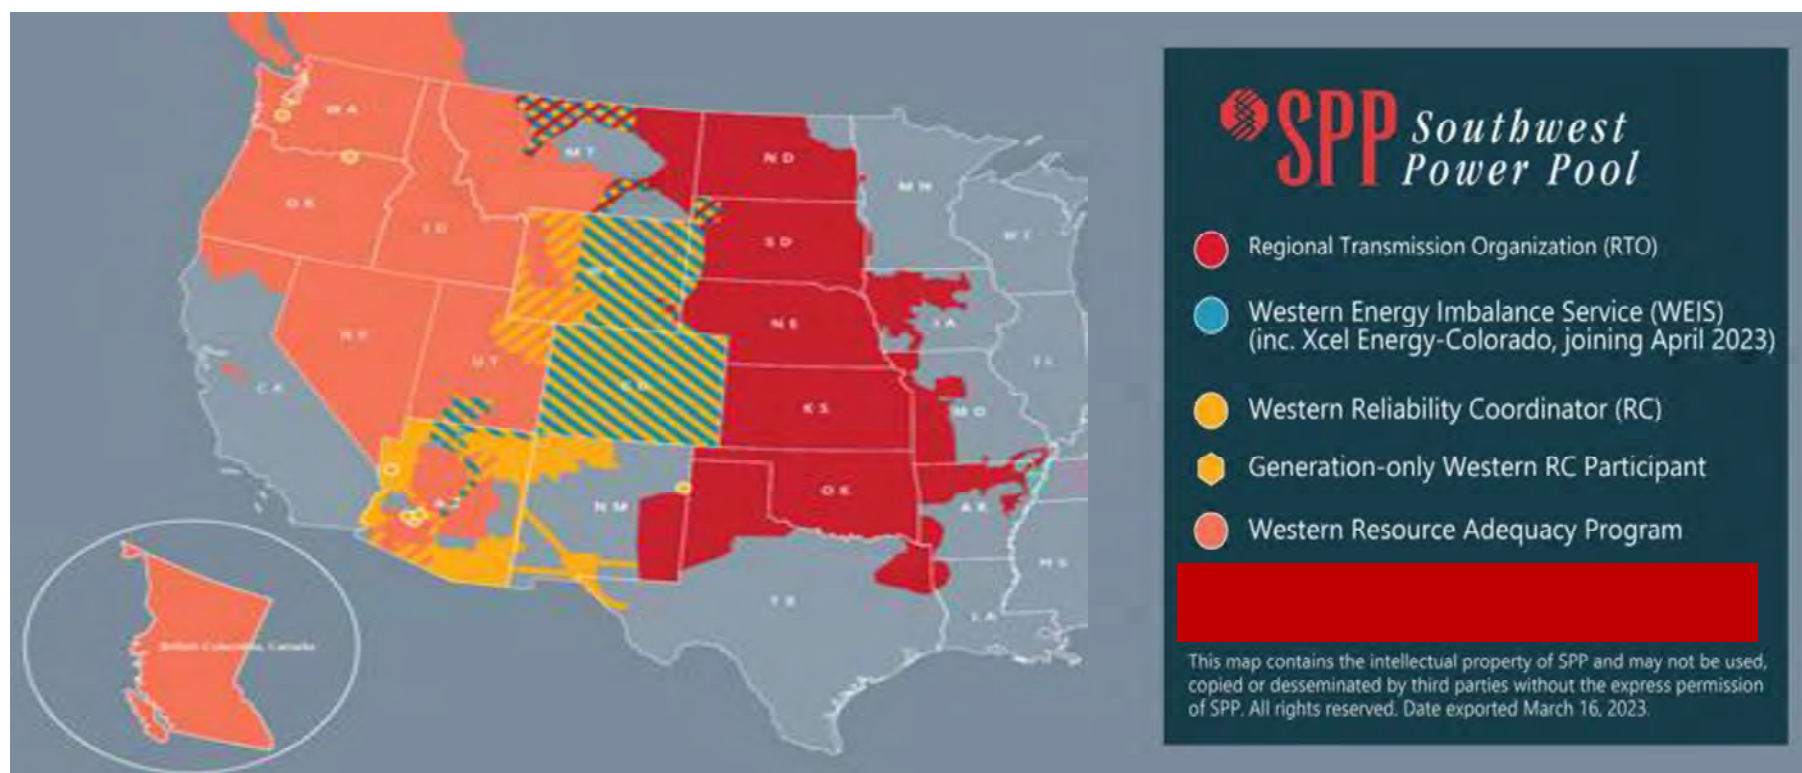 SPP Southwest
Power Pool
Regional Transmission Organization (RTO)
Western Energy Imbalance Service (WEIS)
(inc. Xcel Energy-Colorado, joining April 2023)
Western Reliability Coordinator (RC)
Generation-only Western RC Participant
Western Resource Adequacy Program
This map contains the intellectual property of SPP and may not be used,
copied or desseminated by third parties without the express permission
of SPP. All rights reserved. Date exported March 16, 2023.
WA
MT
ND
MN
OR
ID
SD
WI
NE
IA
IL
NV
UT
CA
CO
KS
MO
OK
NM
AR
AZ
MS
TX
LA
British Columbia, Canada